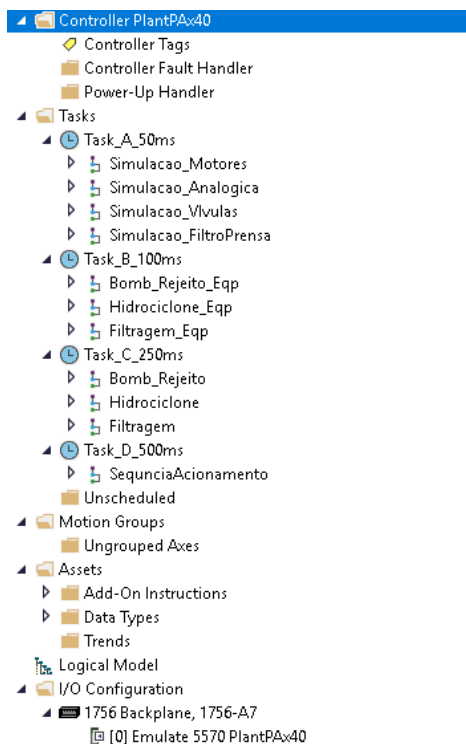 Controller PlantPAx40
Controller Tags
Controller Fault Handler
Power-Up Handler
Tasks
Task_A_50ms
Simulacao_Motores
Simulacao_Analogica
Simulacao_Vlvulas
Simulacao_FiltroPrensa
Task_B_100ms
Bomb_Rejeito_Eqp
Hidrociclone_Eqp
Filtragem_Eqp
Task_C_250ms
Bomb_Rejeito
Hidrociclone
Filtragem
Task_D_500ms
SequnciaAcionamento
Unscheduled
Motion Groups
Ungrouped Axes
Assets
Add-On Instructions
Data Types
Trends
Logical Model
I/O Configuration
1756 Backplane, 1756-A7
[0] Emulate 5570 PlantPAx40